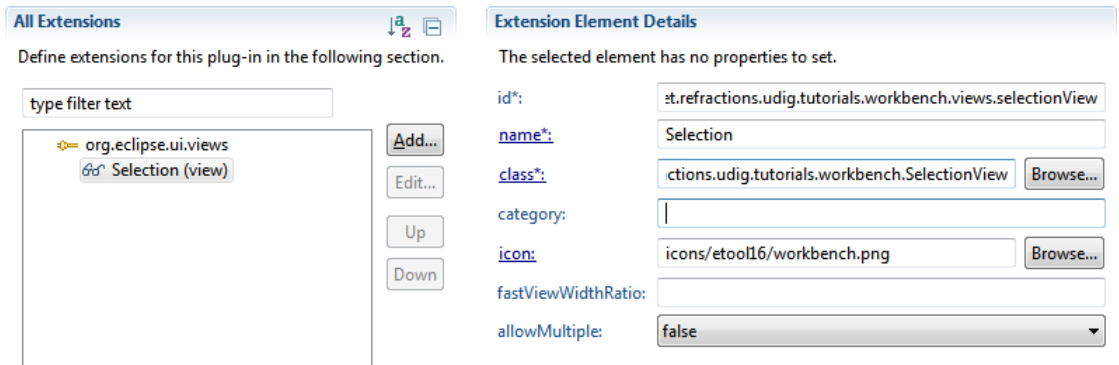 All Extensions
Define extensions for this plug-in in the following section.
type filter text
org.eclipse.ui.views
Selection (view)
Add...
Edit...
Up
Down
Extension Element Details
The selected element has no properties to set.
id*: et.refractions.udig.tutorials.workbench.views.selectionView
name*: Selection
class*: actions.udig.tutorials.workbench.SelectionView Browse...
category:
icon: icons/etool16/workbench.png Browse...
fastViewWidthRatio:
allowMultiple: false